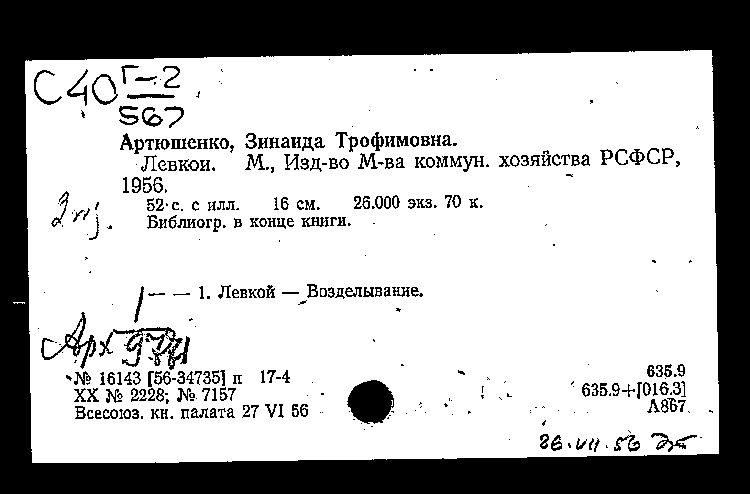 С40 Г-2
567
Артюшенко, Зинаида Трофимовна.
Левкои. М., Изд-во М-ва коммун. хозяйства РСФСР,
1956.
52 с. с илл. 16 см. 26.000 экз. 70 к.
Библиогр. в конце книги.
— — 1. Левкой — Возделывание.
Арх
№ 16143 [56-34735] п 17-4
XX № 2228; № 7157
Всесоюз. кн. палата 27 VI 56
635.9
635.9+[016.3]
А867
26.VII.56